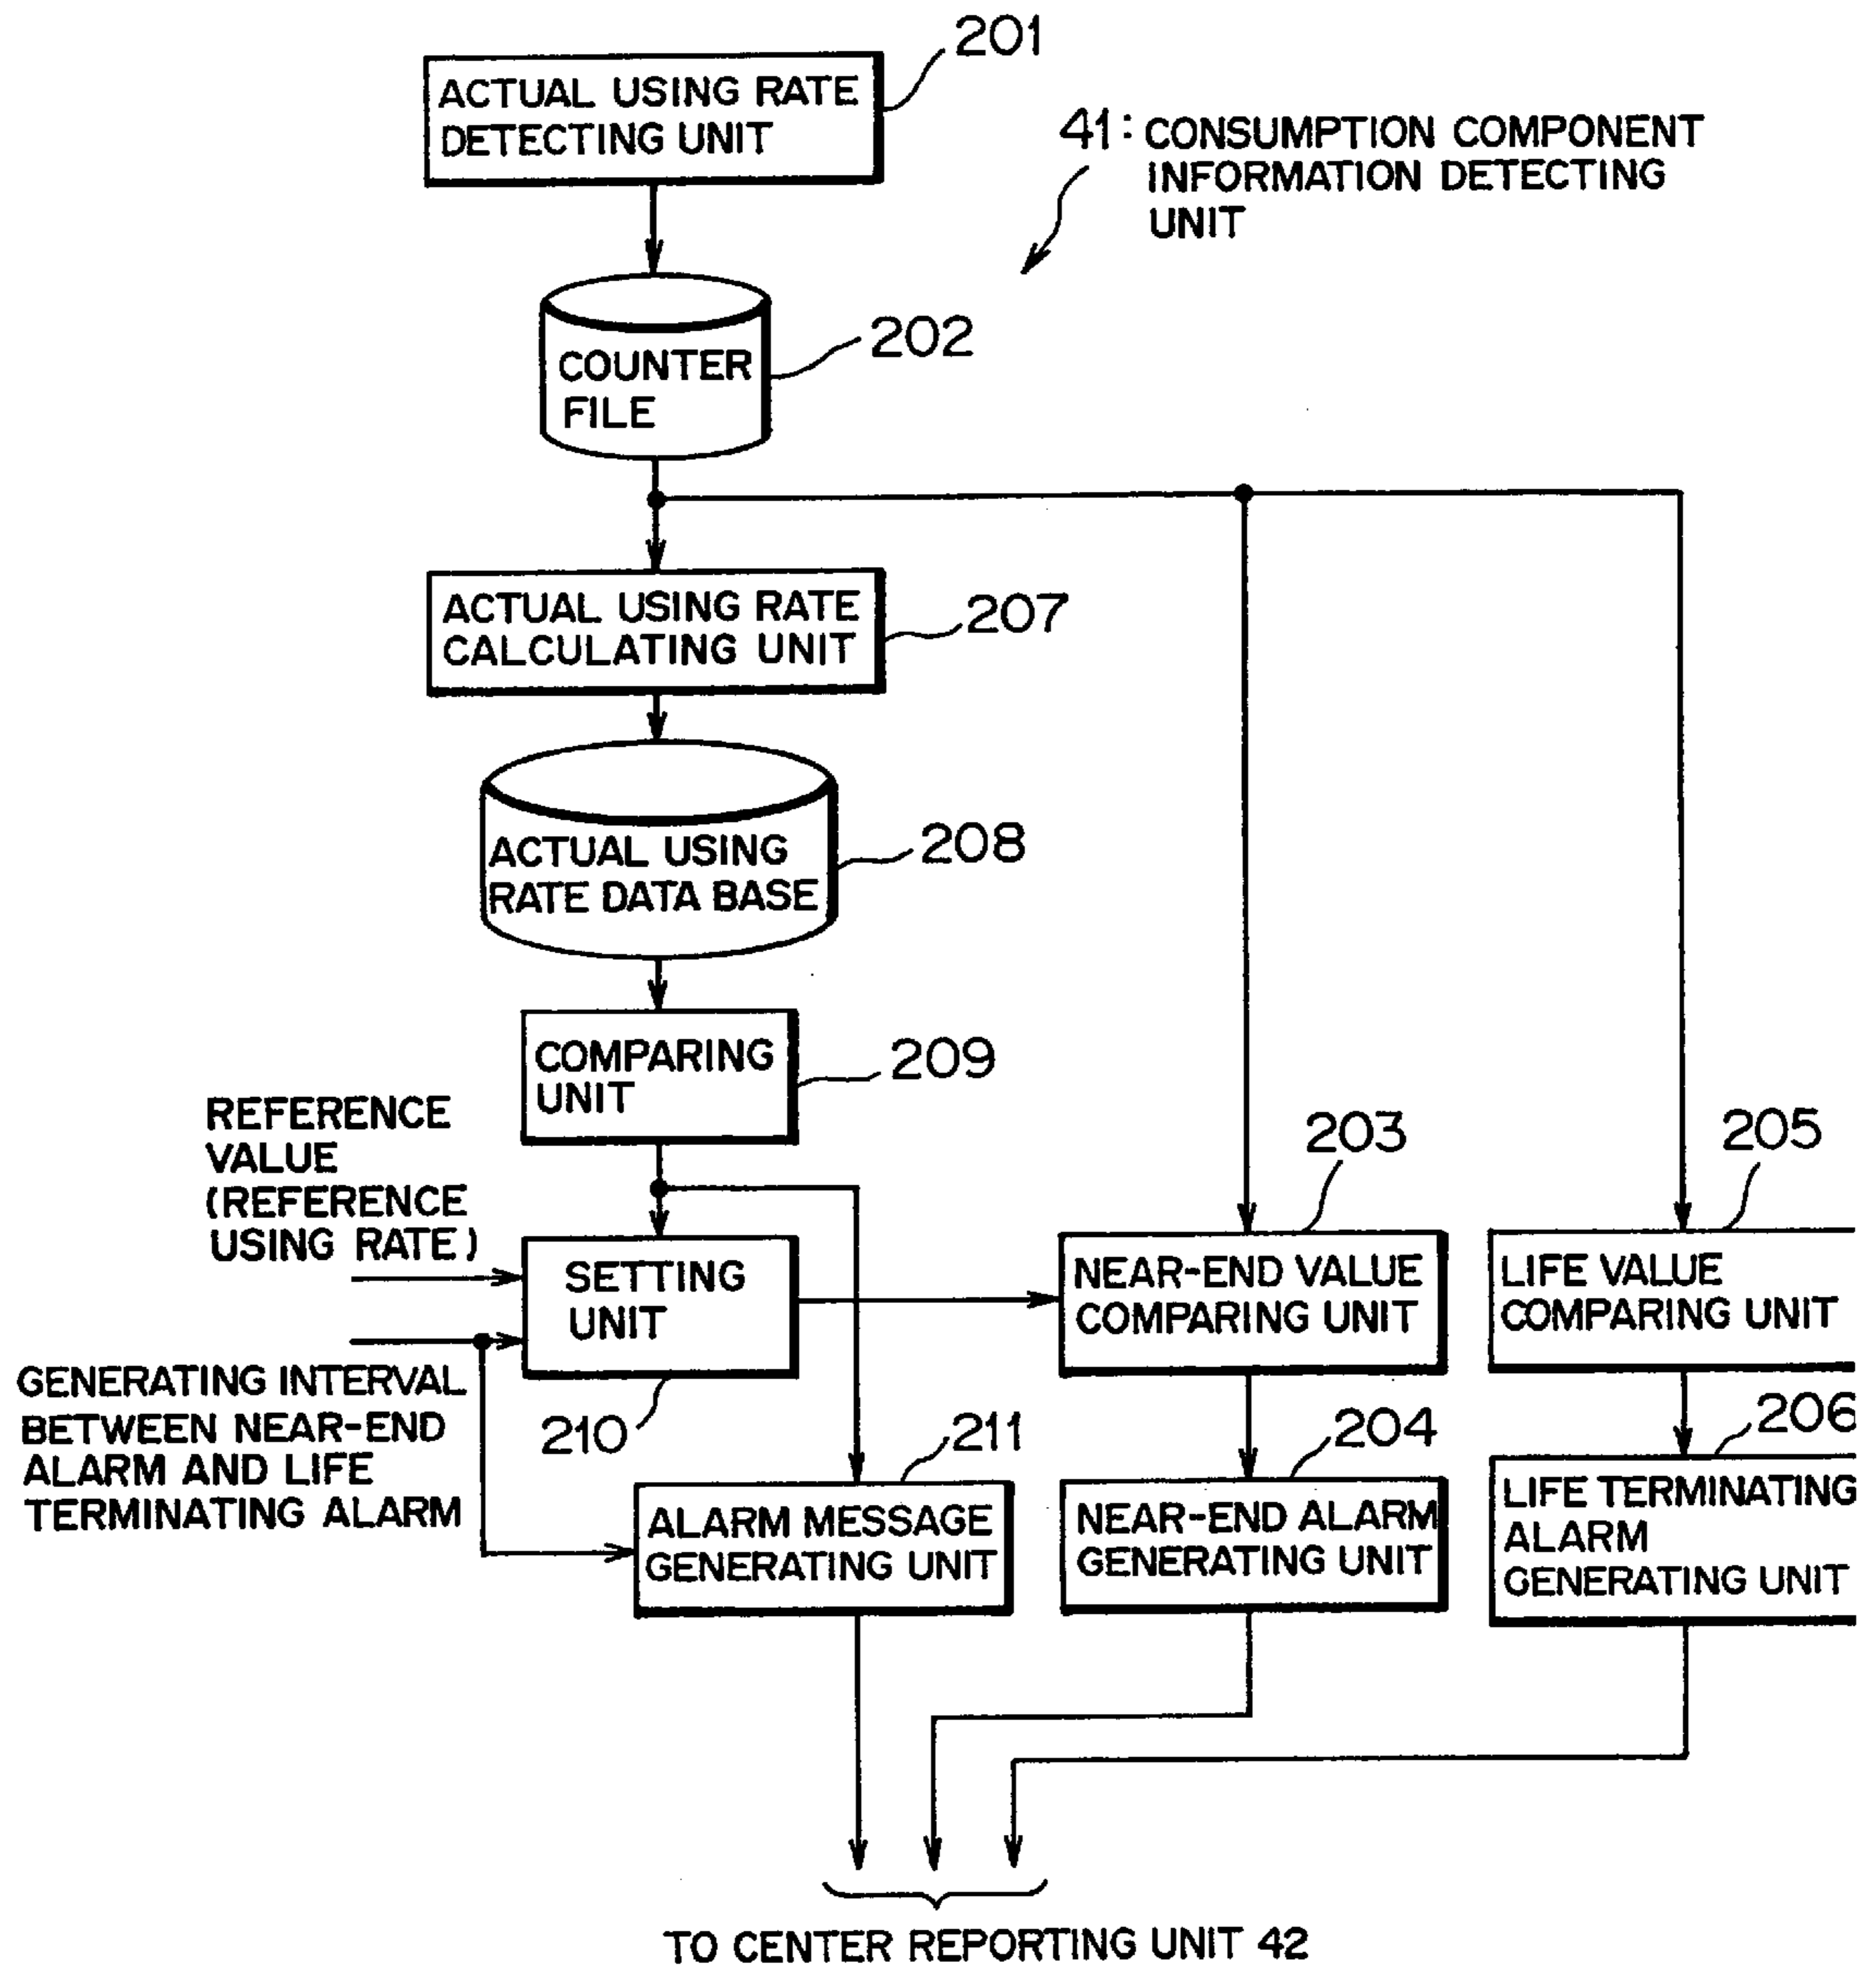 201
ACTUAL USING RATE
DETECTING UNIT
41: CONSUMPTION COMPONENT
INFORMATION DETECTING
UNIT
202
COUNTER
FILE
ACTUAL USING RATE
CALCULATING UNIT
207
ACTUAL USING
RATE DATA BASE
208
COMPARING
UNIT
209
REFERENCE
VALUE
(REFERENCE
USING RATE)
203
205
SETTING
UNIT
NEAR-END VALUE
COMPARING UNIT
LIFE VALUE
COMPARING UNIT
GENERATING INTERVAL
BETWEEN NEAR-END
ALARM AND LIFE
TERMINATING ALARM
210
211
204
206
ALARM MESSAGE
GENERATING UNIT
NEAR-END ALARM
GENERATING UNIT
LIFE TERMINATING
ALARM
GENERATING UNIT
TO CENTER REPORTING UNIT 42